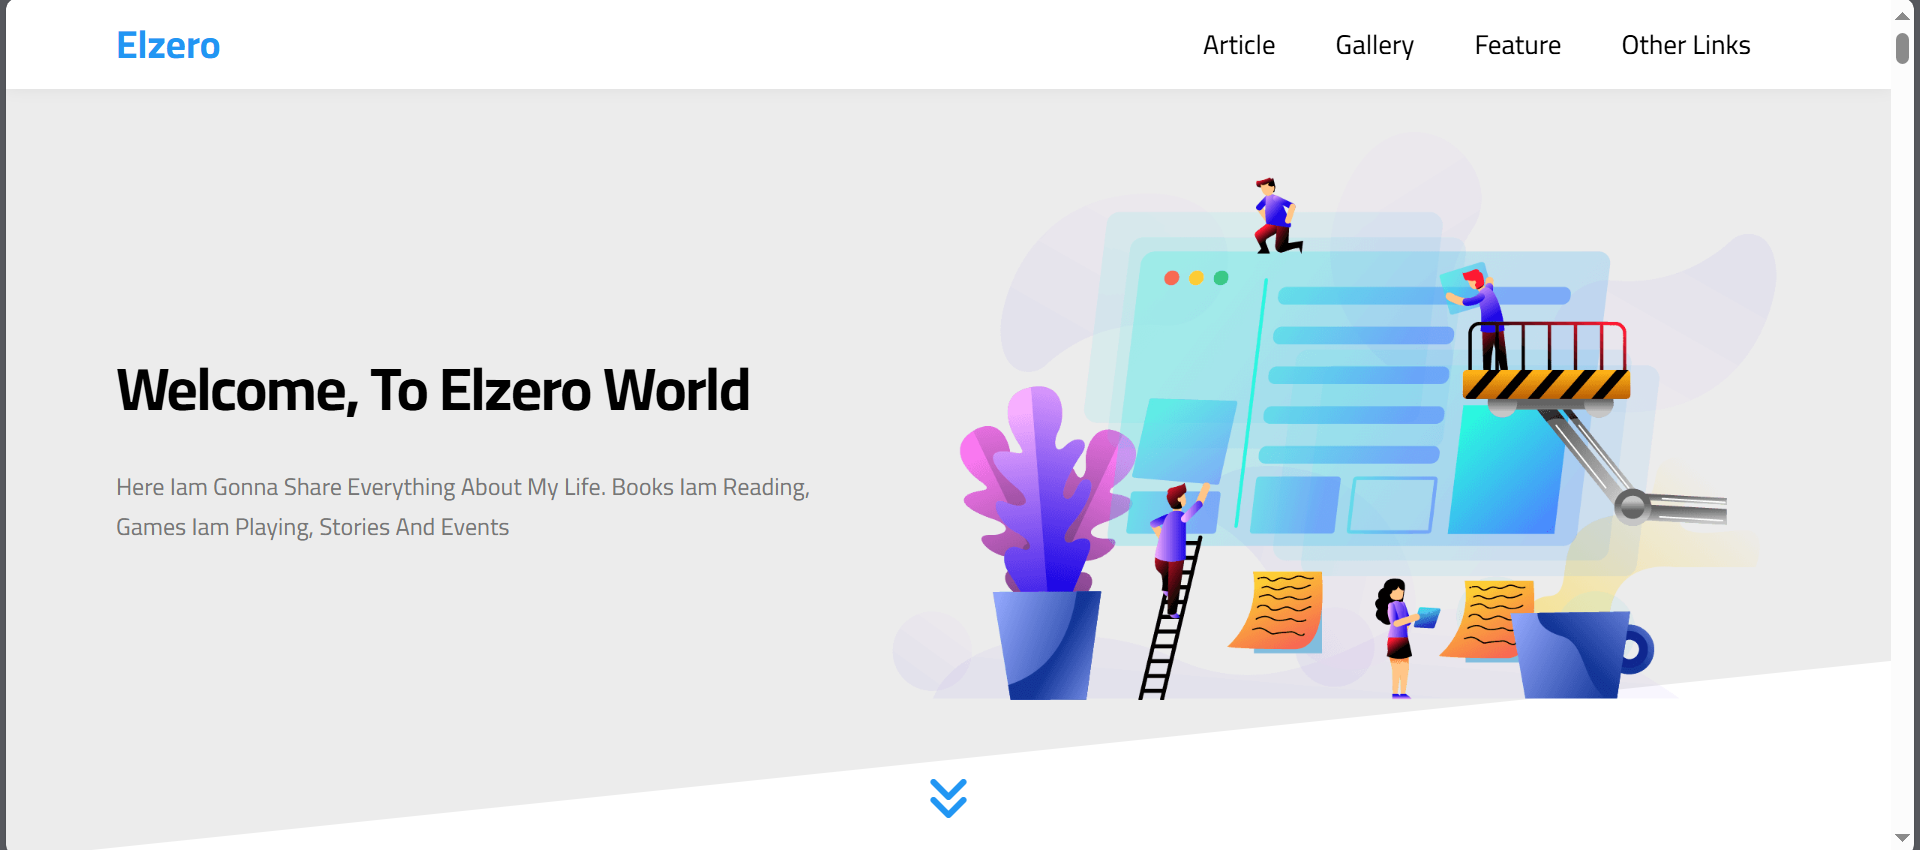 Elzero
Article
Gallery
Feature
Other Links
Welcome, To Elzero World
Here Iam Gonna Share Everything About My Life. Books Iam Reading,
Games Iam Playing, Stories And Events